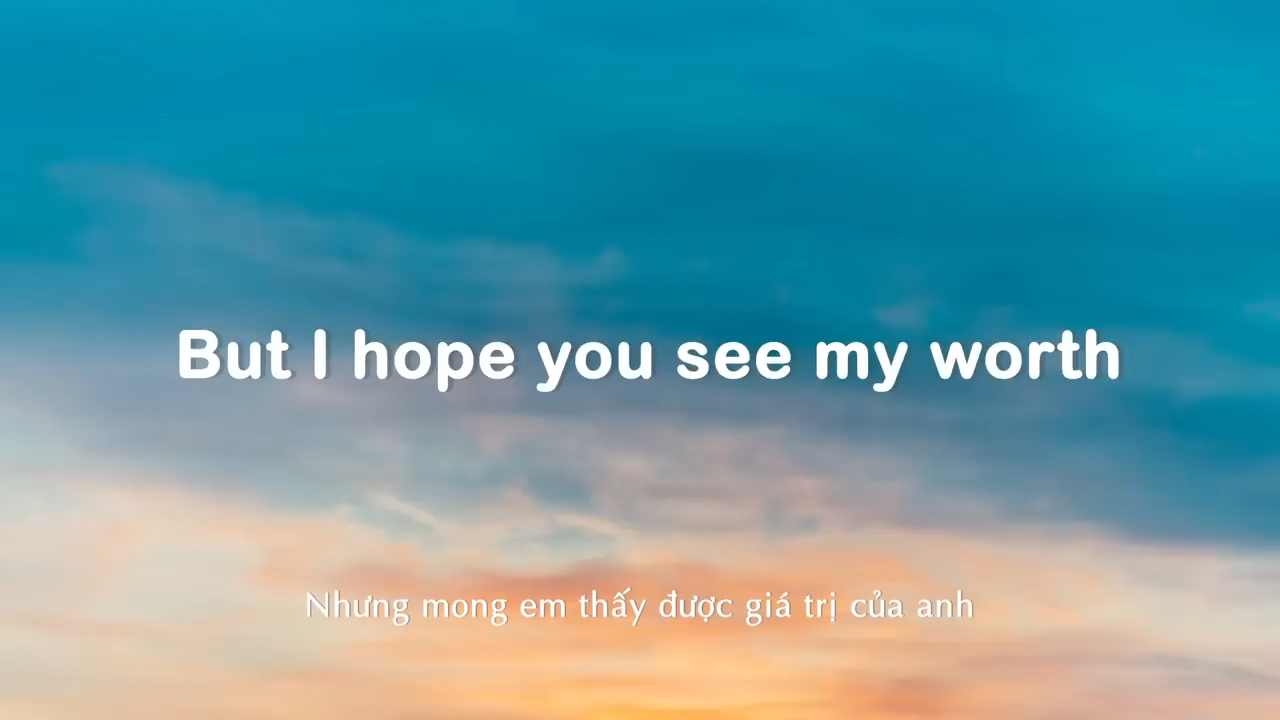 But I hope you see my worth
Nhưng mong em thấy được giá trị của anh